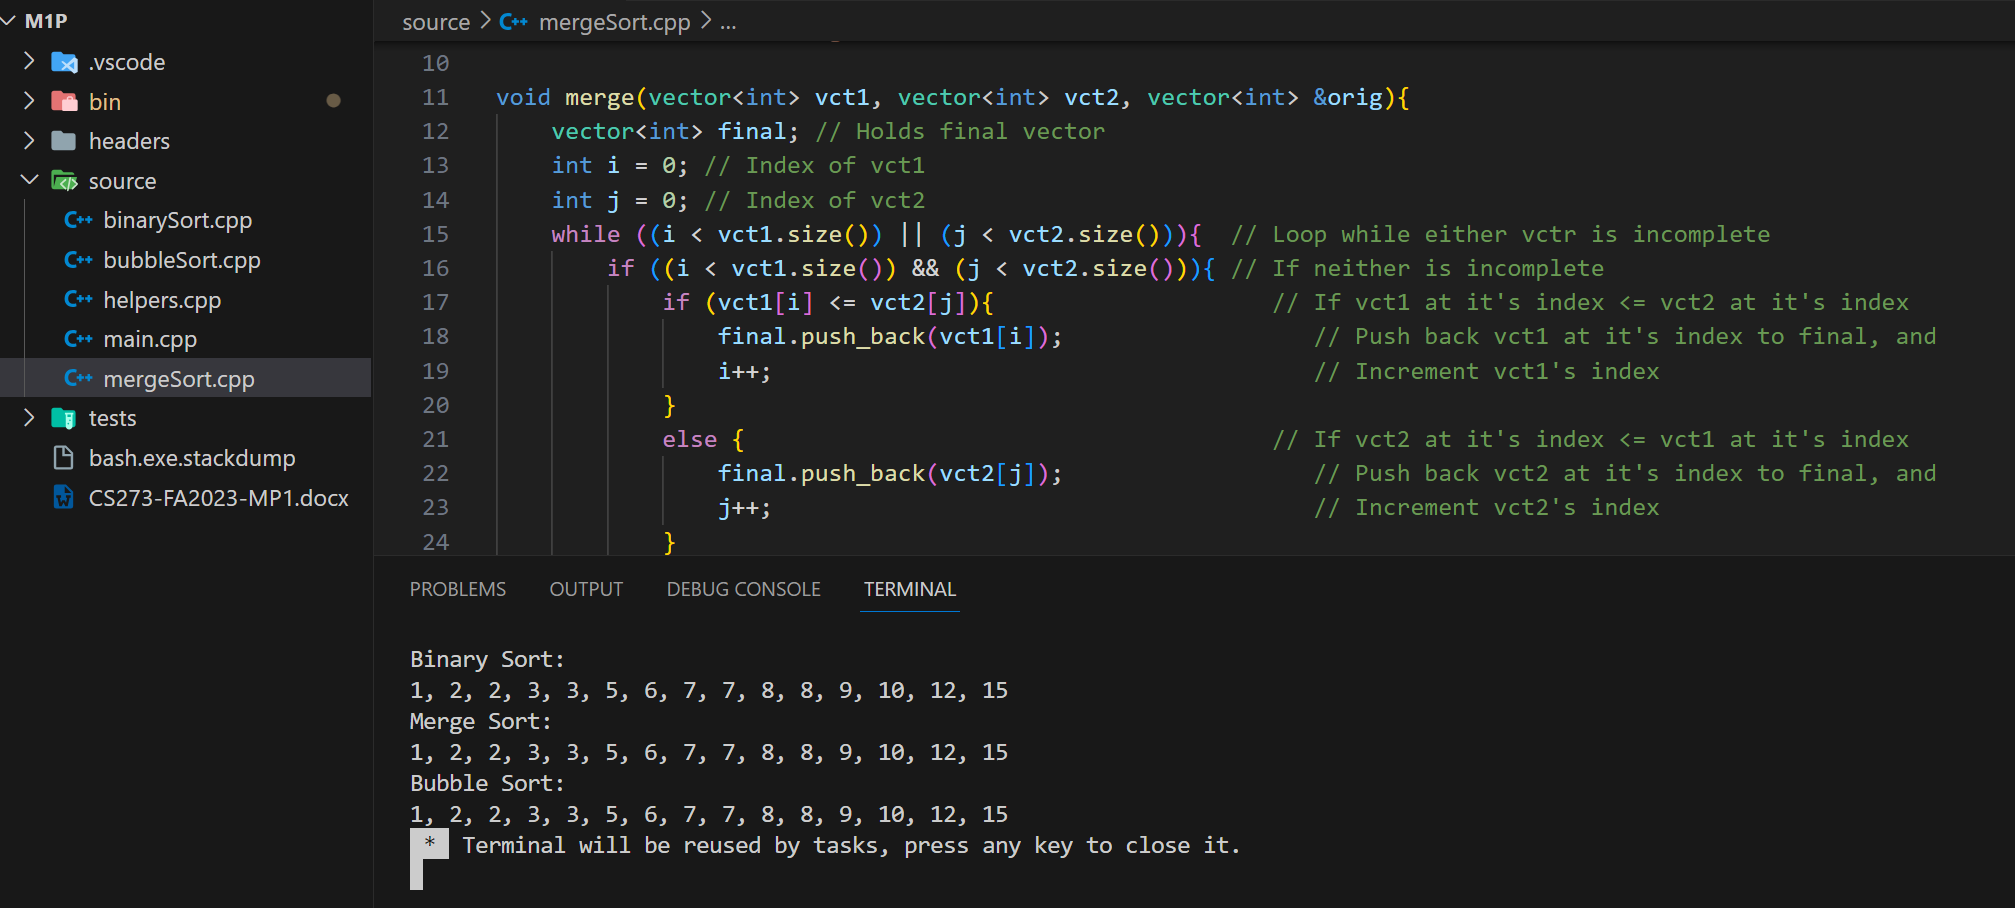 M1P
.vscode
bin
headers
source
binarySort.cpp
bubbleSort.cpp
helpers.cpp
main.cpp
mergeSort.cpp
tests
bash.exe.stackdump
CS273-FA2023-MP1.docx
source > C++ mergeSort.cpp > ...
10
11 void merge(vector<int> vct1, vector<int> vct2, vector<int> &orig){
12     vector<int> final; // Holds final vector
13     int i = 0; // Index of vct1
14     int j = 0; // Index of vct2
15     while ((i < vct1.size()) || (j < vct2.size())){  // Loop while either vctr is incomplete
16         if ((i < vct1.size()) && (j < vct2.size())){ // If neither is incomplete
17             if (vct1[i] <= vct2[j]){                    // If vct1 at it's index <= vct2 at it's index
18                 final.push_back(vct1[i]);                  // Push back vct1 at it's index to final, and
19                 i++;                                       // Increment vct1's index
20             }
21             else {                                      // If vct2 at it's index <= vct1 at it's index
22                 final.push_back(vct2[j]);                  // Push back vct2 at it's index to final, and
23                 j++;                                       // Increment vct2's index
24             }
PROBLEMS OUTPUT DEBUG CONSOLE TERMINAL
Binary Sort:
1, 2, 2, 3, 3, 5, 6, 7, 7, 8, 8, 9, 10, 12, 15
Merge Sort:
1, 2, 2, 3, 3, 5, 6, 7, 7, 8, 8, 9, 10, 12, 15
Bubble Sort:
1, 2, 2, 3, 3, 5, 6, 7, 7, 8, 8, 9, 10, 12, 15
* Terminal will be reused by tasks, press any key to close it.